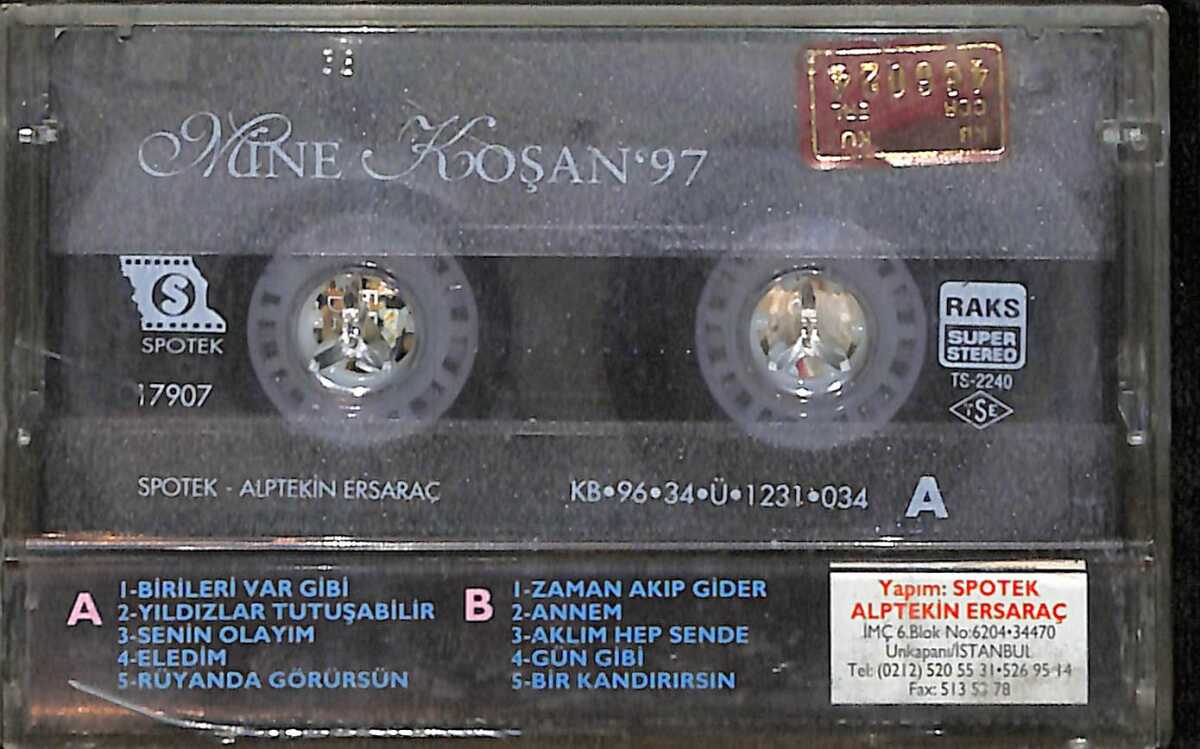 MINE KOŞAN'97
468024
S
SPOTEK
17907
RAKS
SUPER
STEREO
TS-2240
TSE
SPOTEK - ALPTEKİN ERSARAÇ
KB•96•34•Ü•1231•034
A
A
1-BİRİLERİ VAR GİBİ
2-YILDIZLAR TUTUŞABİLİR
3-SENİN OLAYIM
4-ELEDİM
5-RÜYANDA GÖRÜRSÜN
B
1-ZAMAN AKIP GİDER
2-ANNEM
3-AKLIM HEP SENDE
4-GÜN GİBİ
5-BİR KANDIRIRSIN
Yapım: SPOTEK
ALPTEKİN ERSARAÇ
İMÇ 6.Blok No:6204•34470
Unkapanı/İSTANBUL
Tel: (0212) 520 55 31•526 95 14
Fax: 513 53 78